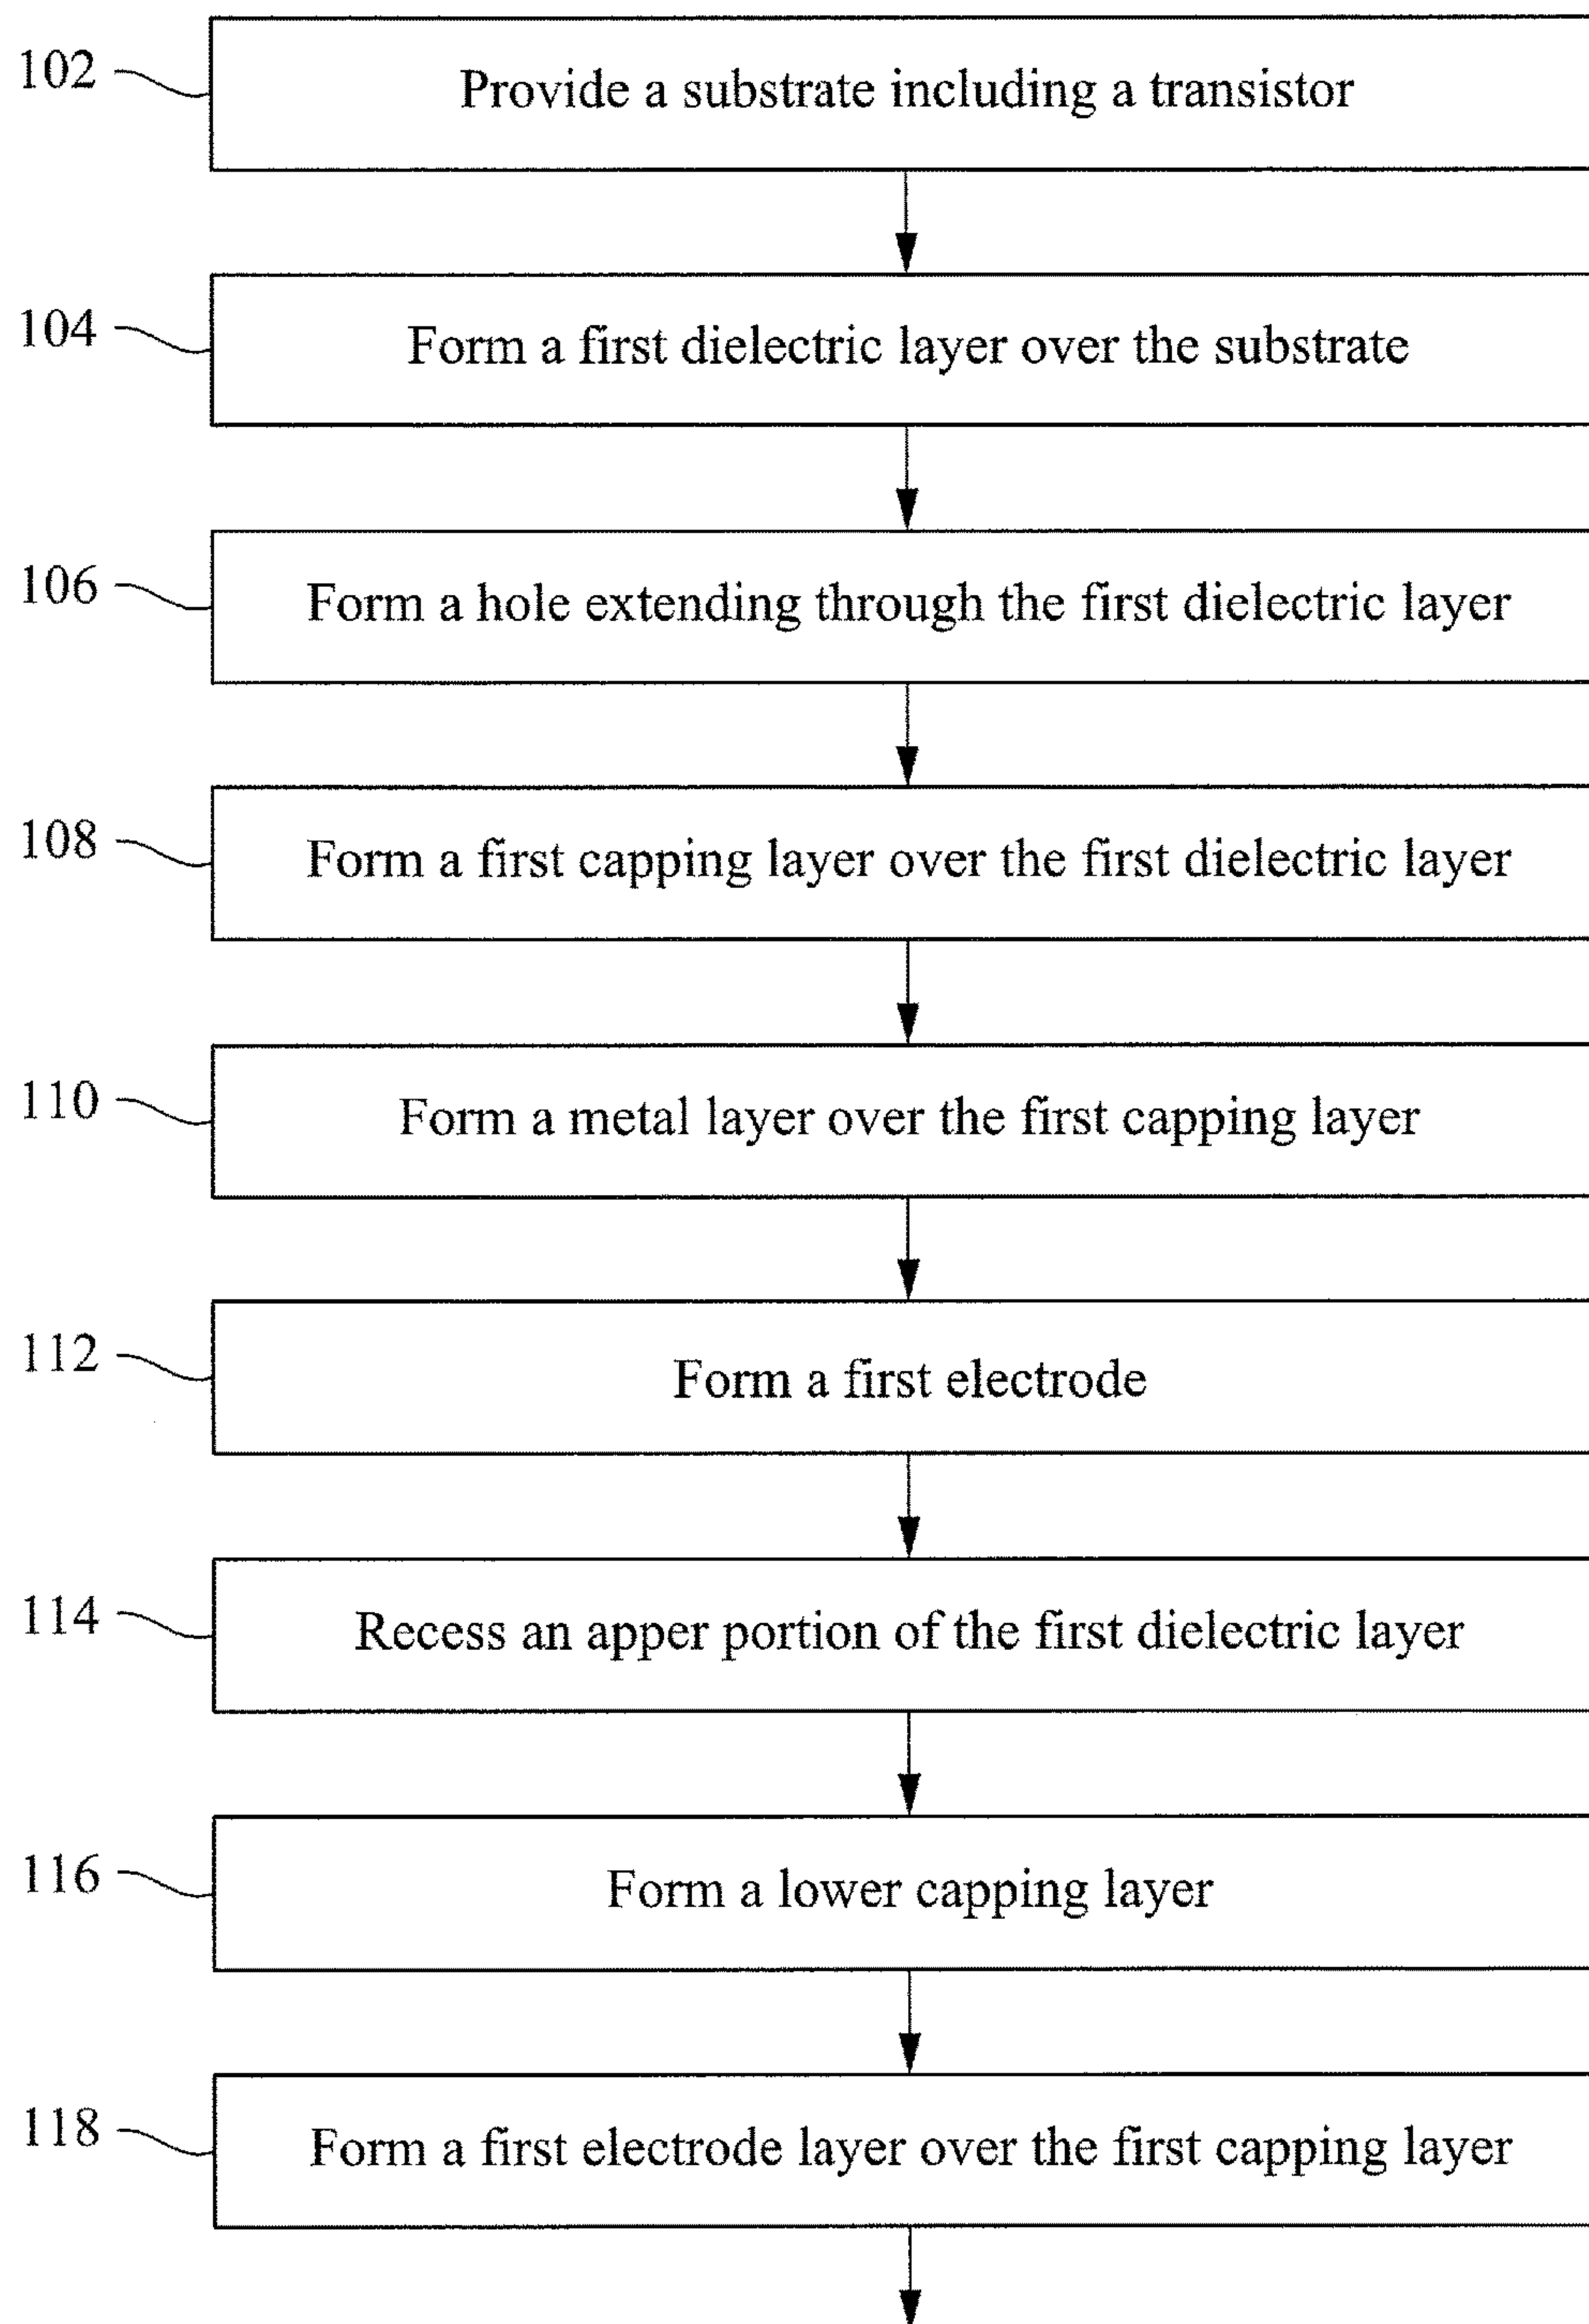 102 Provide a substrate including a transistor
104 Form a first dielectric layer over the substrate
106 Form a hole extending through the first dielectric layer
108 Form a first capping layer over the first dielectric layer
110 Form a metal layer over the first capping layer
112 Form a first electrode
114 Recess an apper portion of the first dielectric layer
116 Form a lower capping layer
118 Form a first electrode layer over the first capping layer